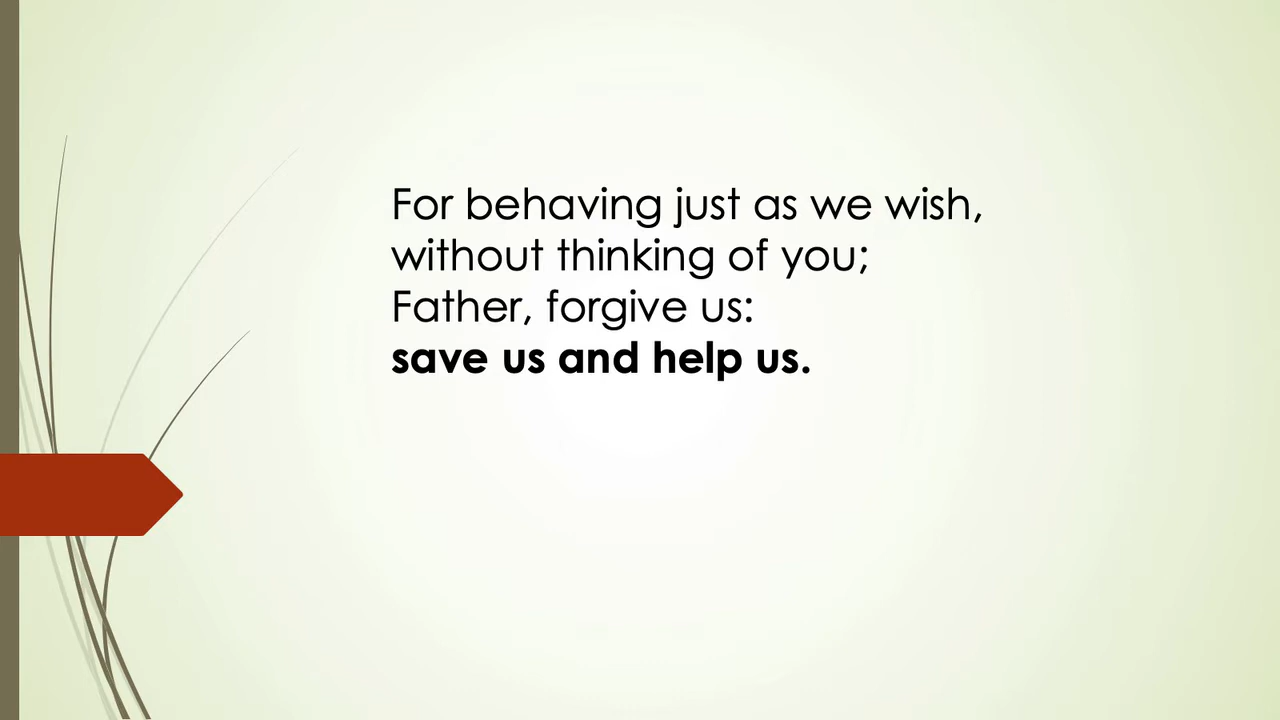 For behaving just as we wish,
without thinking of you;
Father, forgive us:
save us and help us.